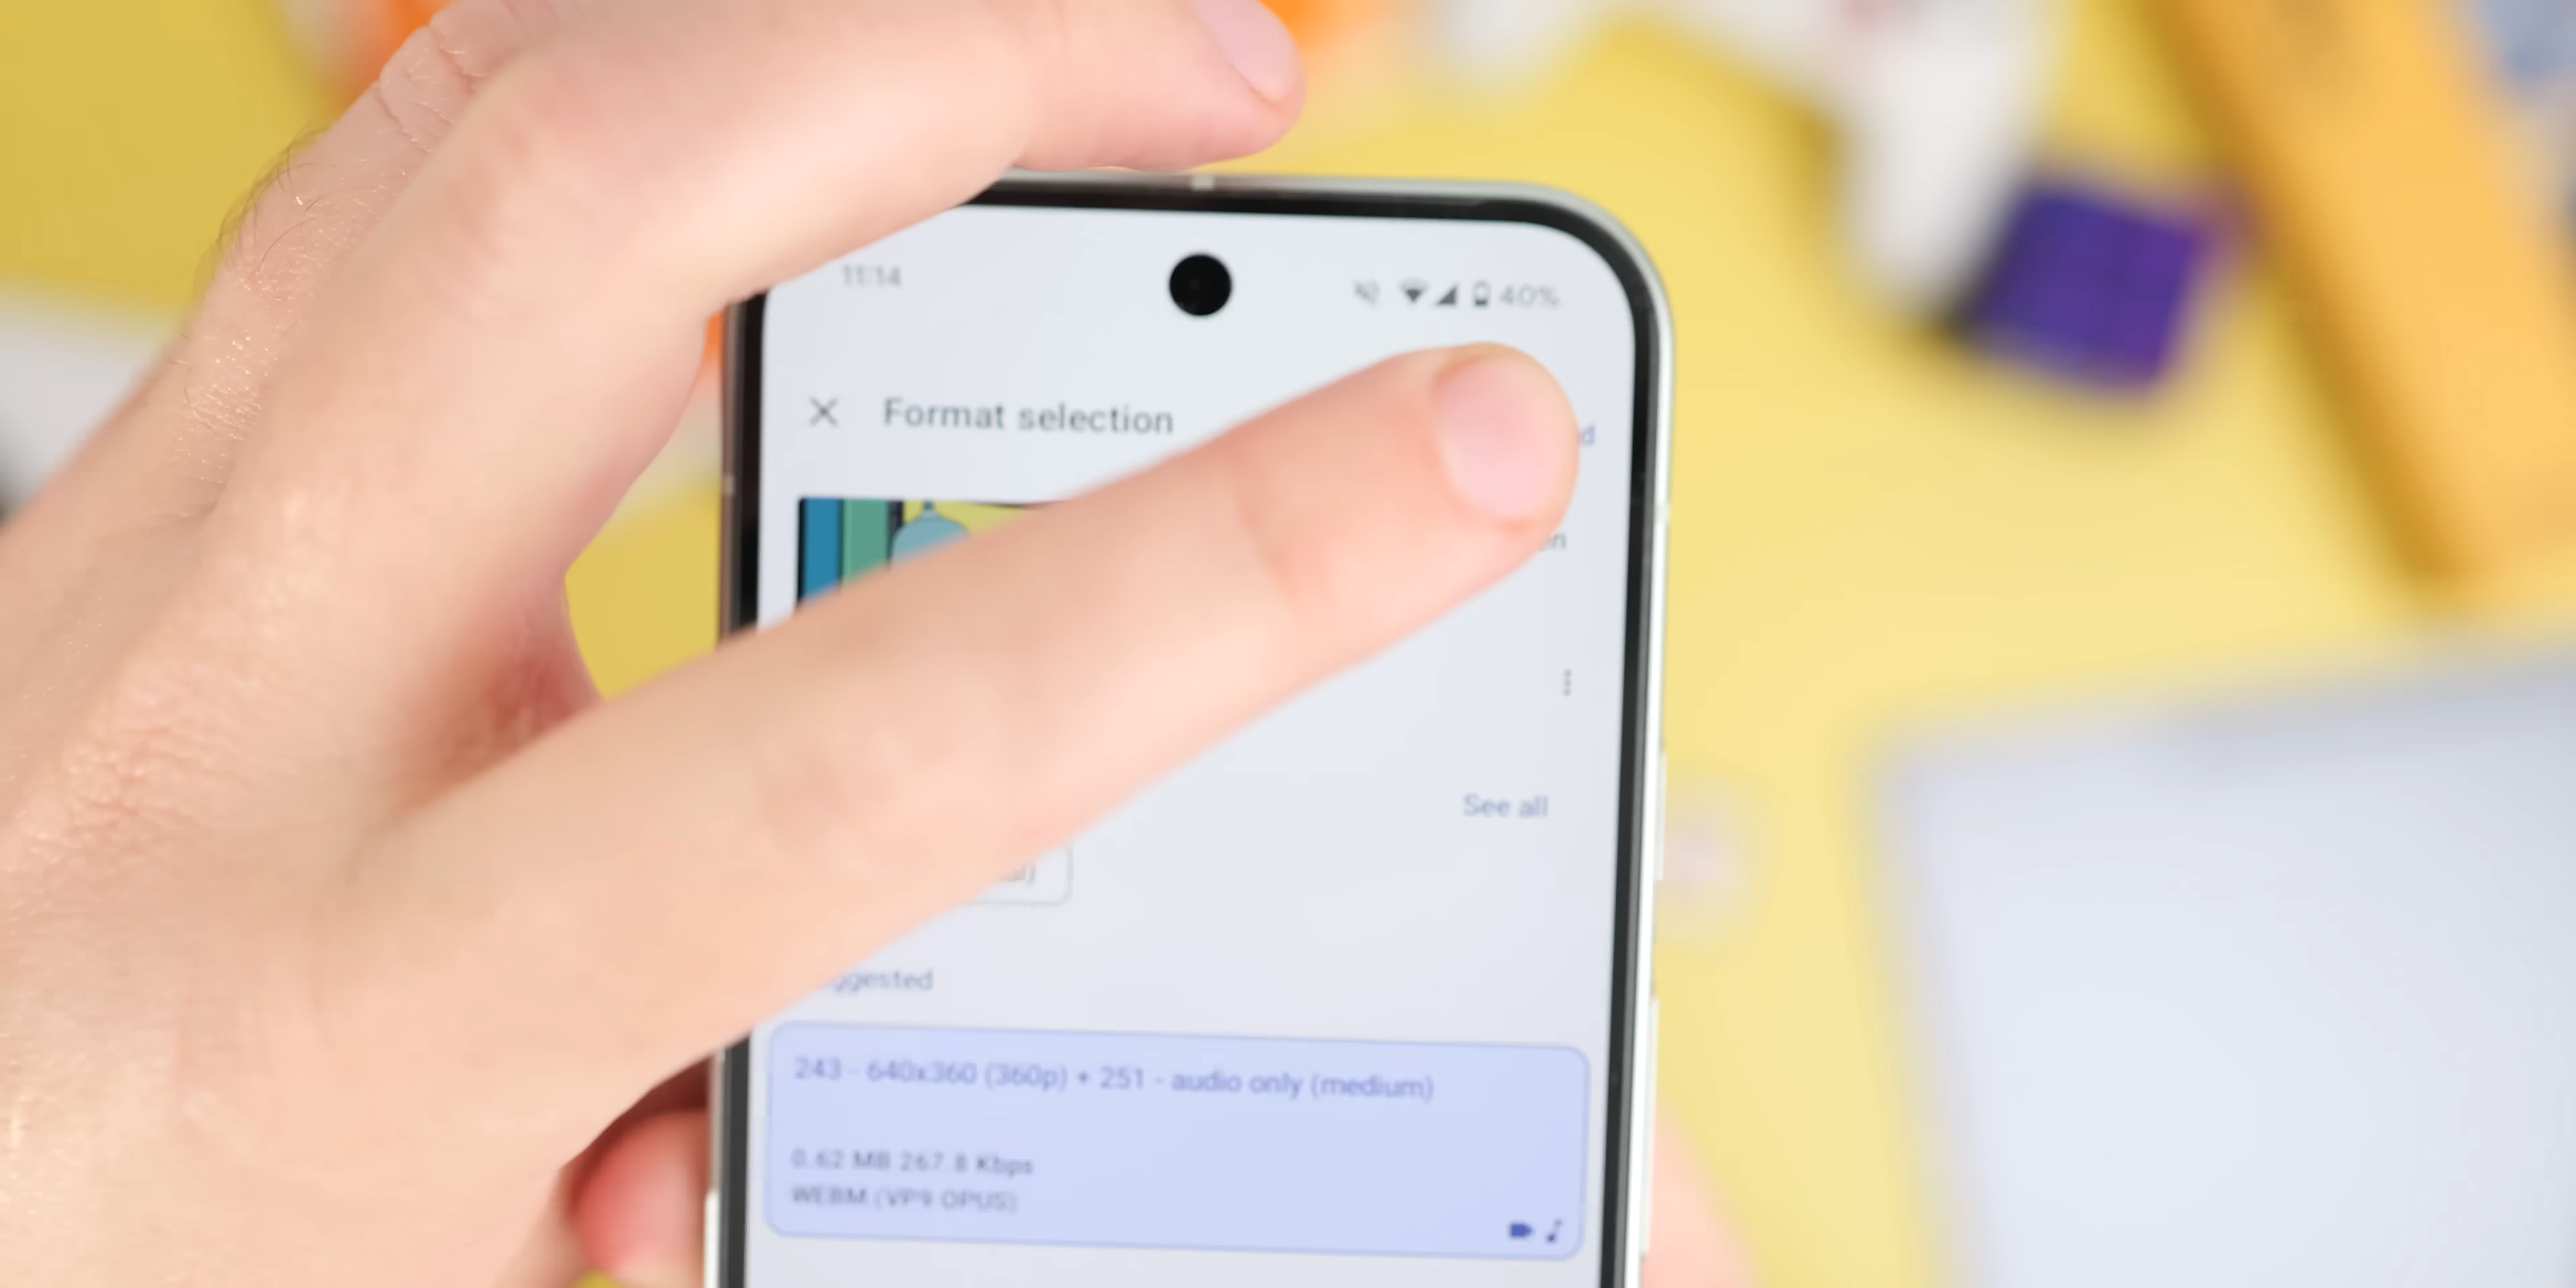 11:14
40%
Format selection
See all
243 - 640x360 (360p) + 251 - audio only (medium)
0.62 MB 267.8 Kbps
WEBM (VP9 OPUS)